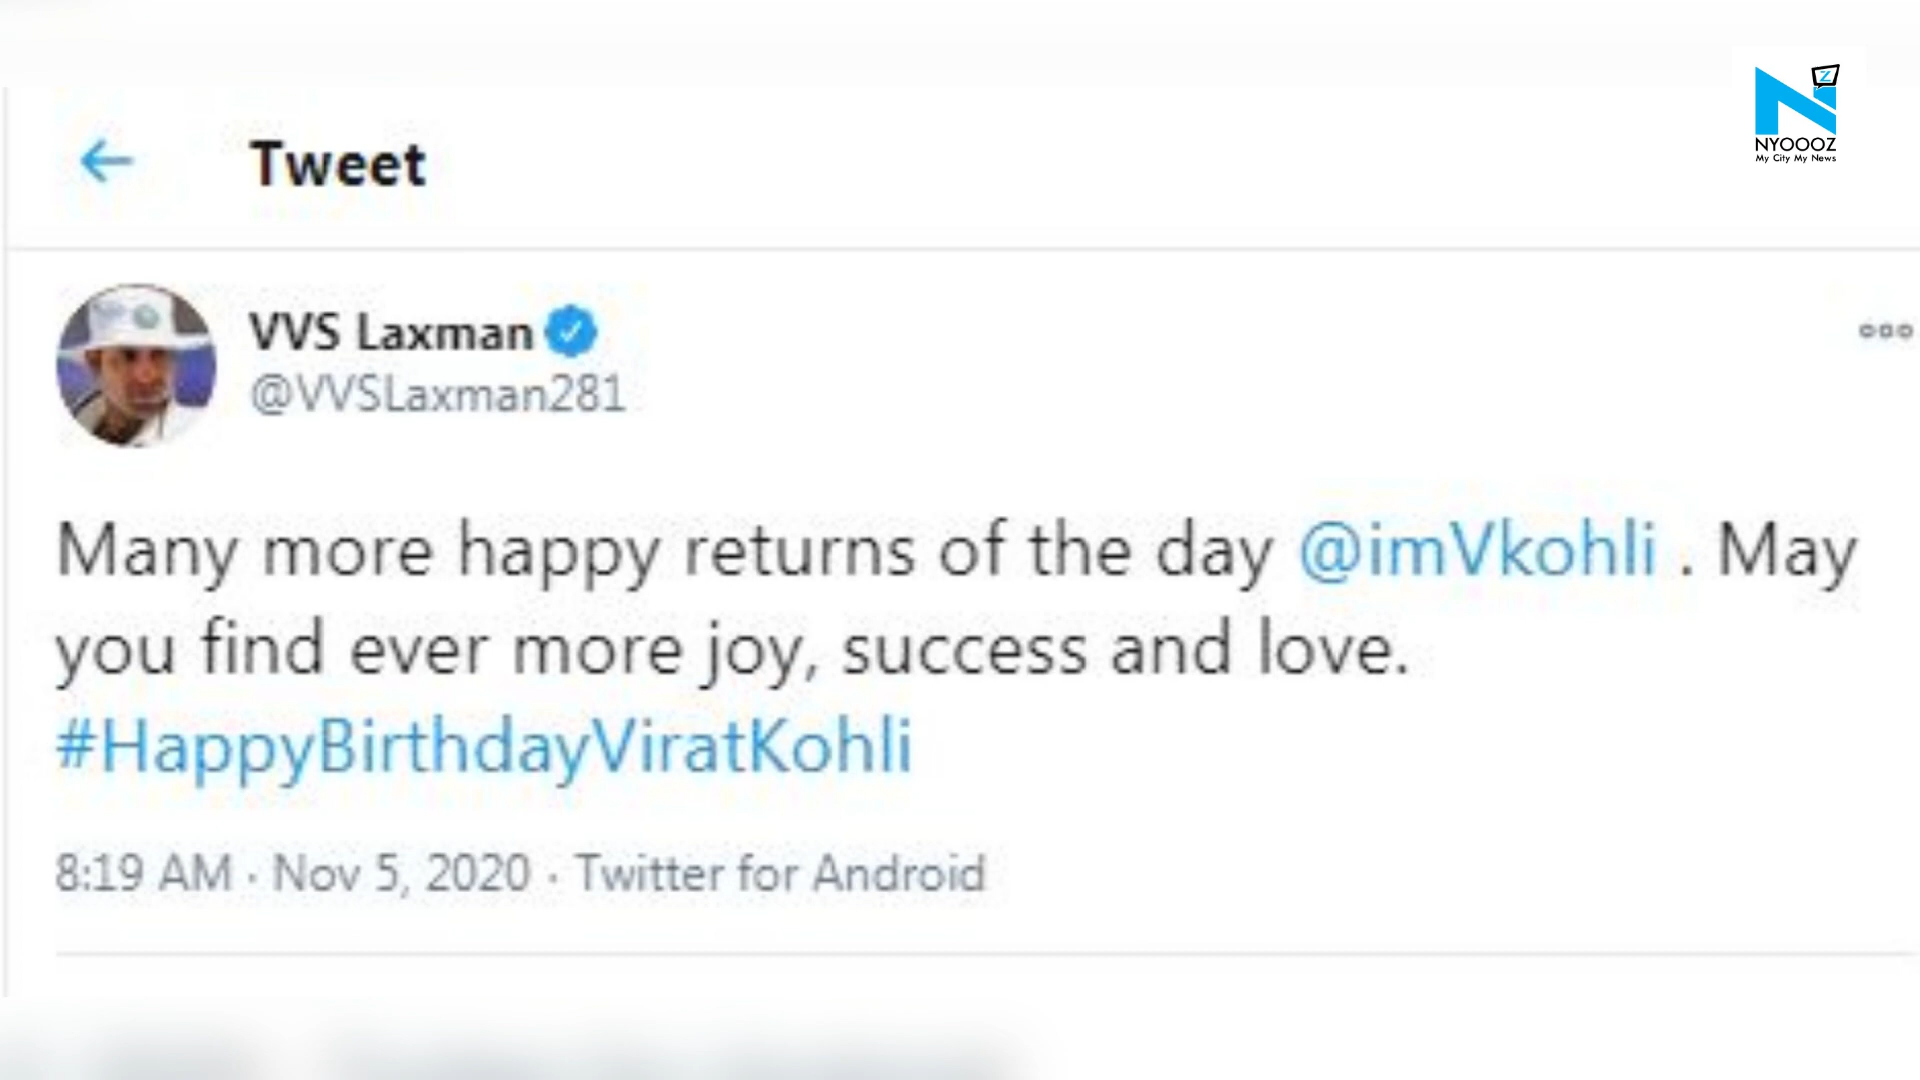 Z
NYOOOZ
My City My News
Tweet
VVS Laxman
@VVSLaxman281
Many more happy returns of the day @imVkohli . May
you find ever more joy, success and love.
#HappyBirthdayViratKohli
8:19 AM · Nov 5, 2020 · Twitter for Android